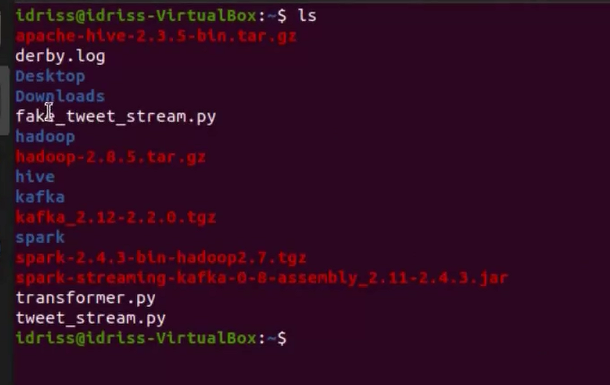 idriss@idriss-VirtualBox:~$ ls
apache-hive-2.3.5-bin.tar.gz
derby.log
Desktop
Downloads
fake_tweet_stream.py
hadoop
hadoop-2.8.5.tar.gz
hive
kafka
kafka_2.12-2.2.0.tgz
spark
spark-2.4.3-bin-hadoop2.7.tgz
spark-streaming-kafka-0-8-assembly_2.11-2.4.3.jar
transformer.py
tweet_stream.py
idriss@idriss-VirtualBox:~$